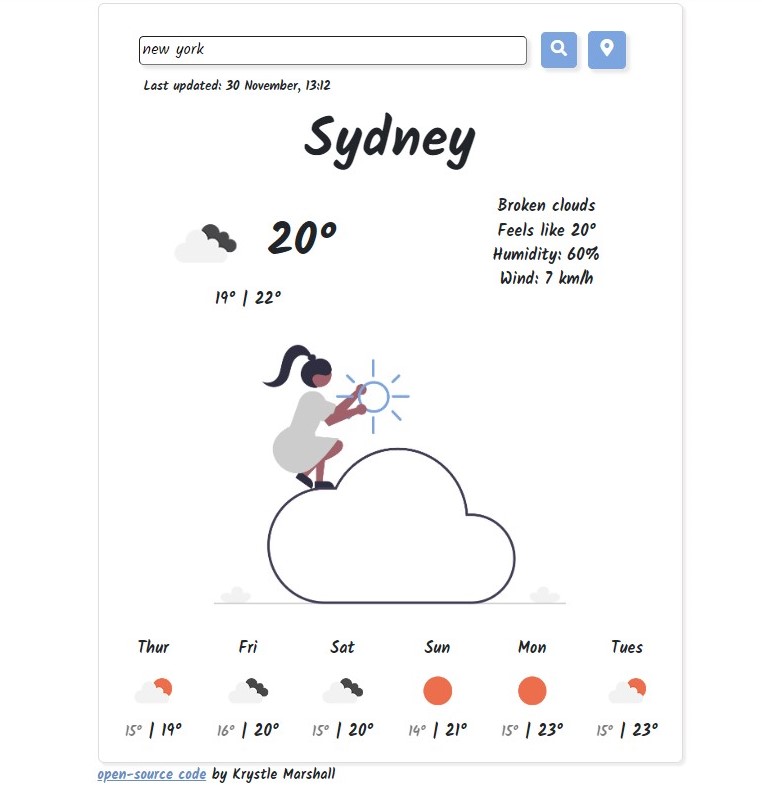 new york
Last updated: 30 November, 13:12
Sydney
20°
19° | 22°
Broken clouds
Feels like 20°
Humidity: 60%
Wind: 7 km/h
Thur Fri Sat Sun Mon Tues
15° | 19° 16° | 20° 15° | 20° 14° | 21° 15° | 23° 15° | 23°
open-source code by Krystle Marshall